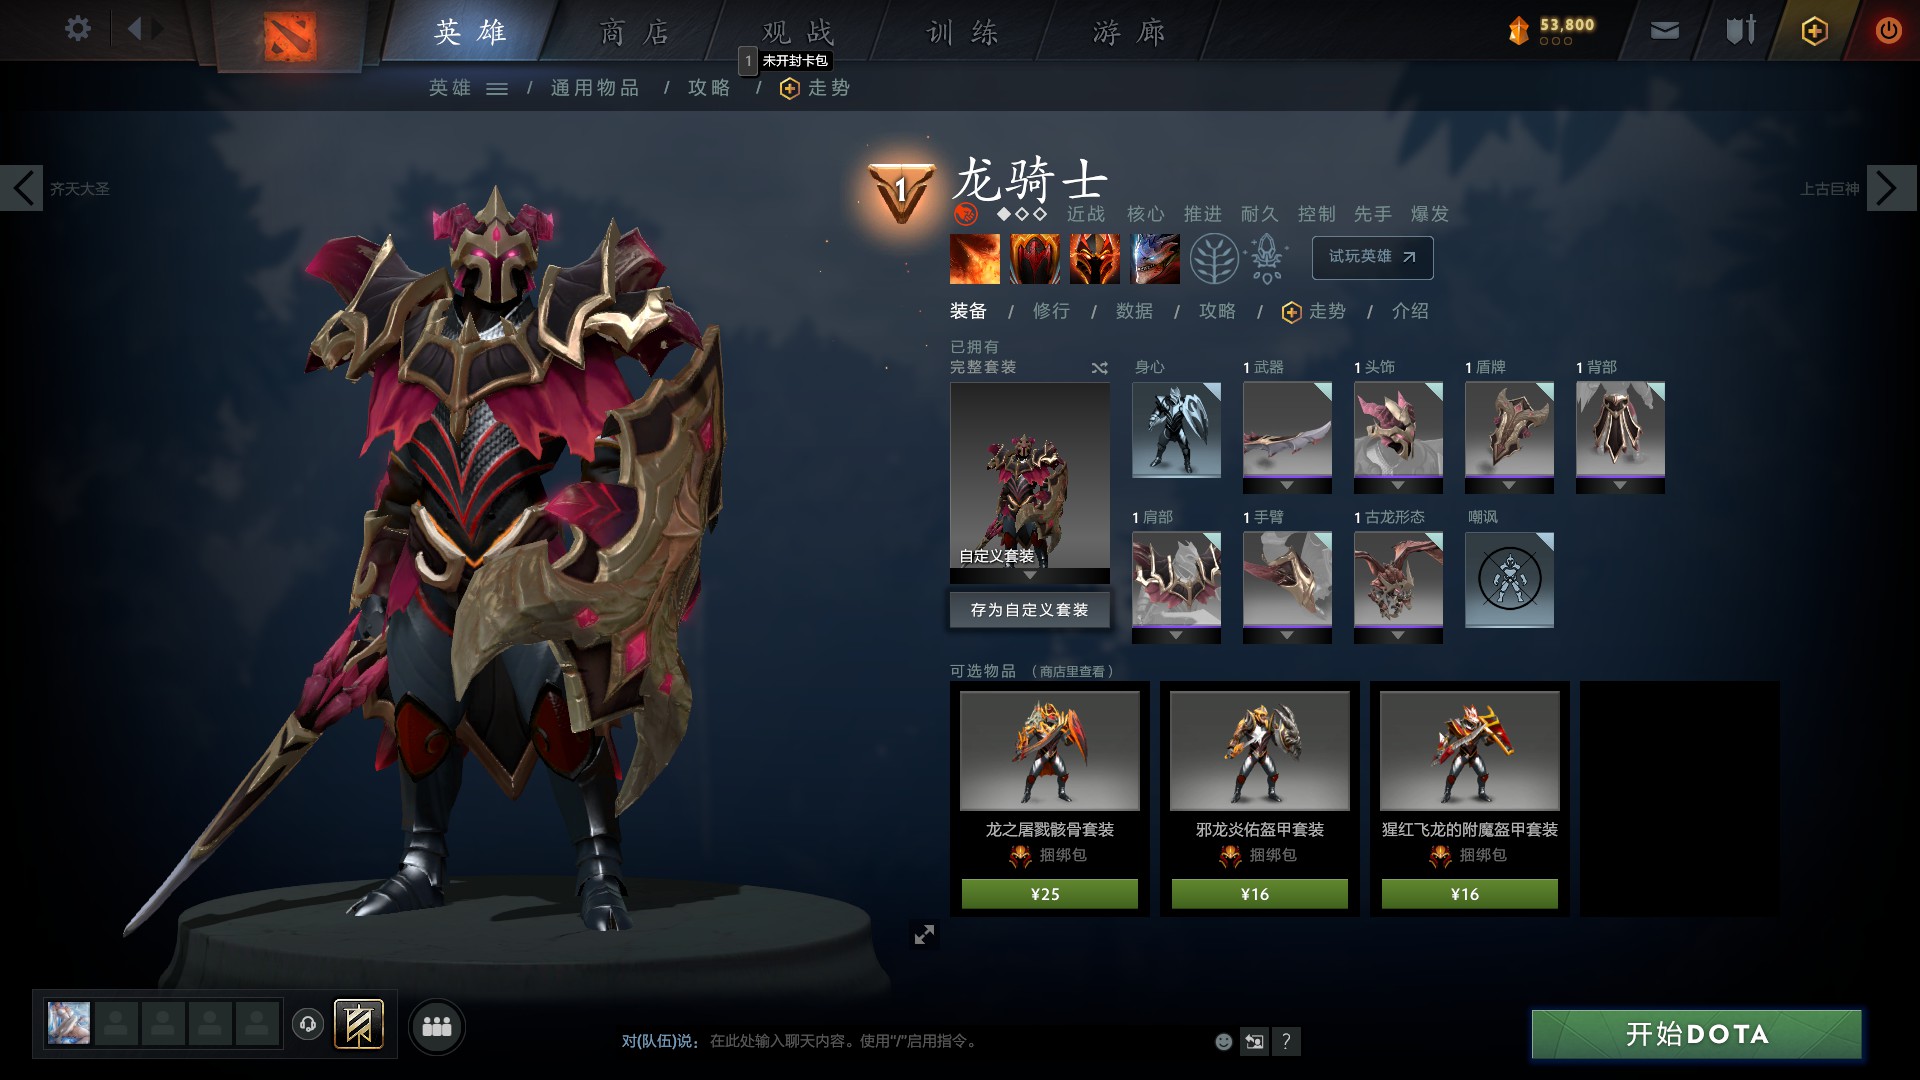 英雄
商店
观战
训练
游廊
53,800
1 未开封卡包
英雄 / 通用物品 / 攻略 / 走势
齐天大圣
上古巨神
1
龙骑士
近战 核心 推进 耐久 控制 先手 爆发
试玩英雄
装备 / 修行 / 数据 / 攻略 / 走势 / 介绍
已拥有
完整套装
身心
1 武器
1 头饰
1 盾牌
1 背部
自定义套装
存为自定义套装
1 肩部
1 手臂
1 古龙形态
嘲讽
可选物品 （商店里查看）
龙之屠戮骸骨套装
捆绑包
¥25
邪龙炎佑盔甲套装
捆绑包
¥16
猩红飞龙的附魔盔甲套装
捆绑包
¥16
对(队伍)说： 在此处输入聊天内容。使用“/”启用指令。
?
开始DOTA